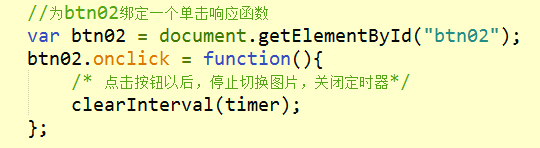 //为btn02绑定一个单击响应函数
var btn02 = document.getElementById("btn02");
btn02.onclick = function(){
/* 点击按钮以后，停止切换图片，关闭定时器*/
clearInterval(timer);
};